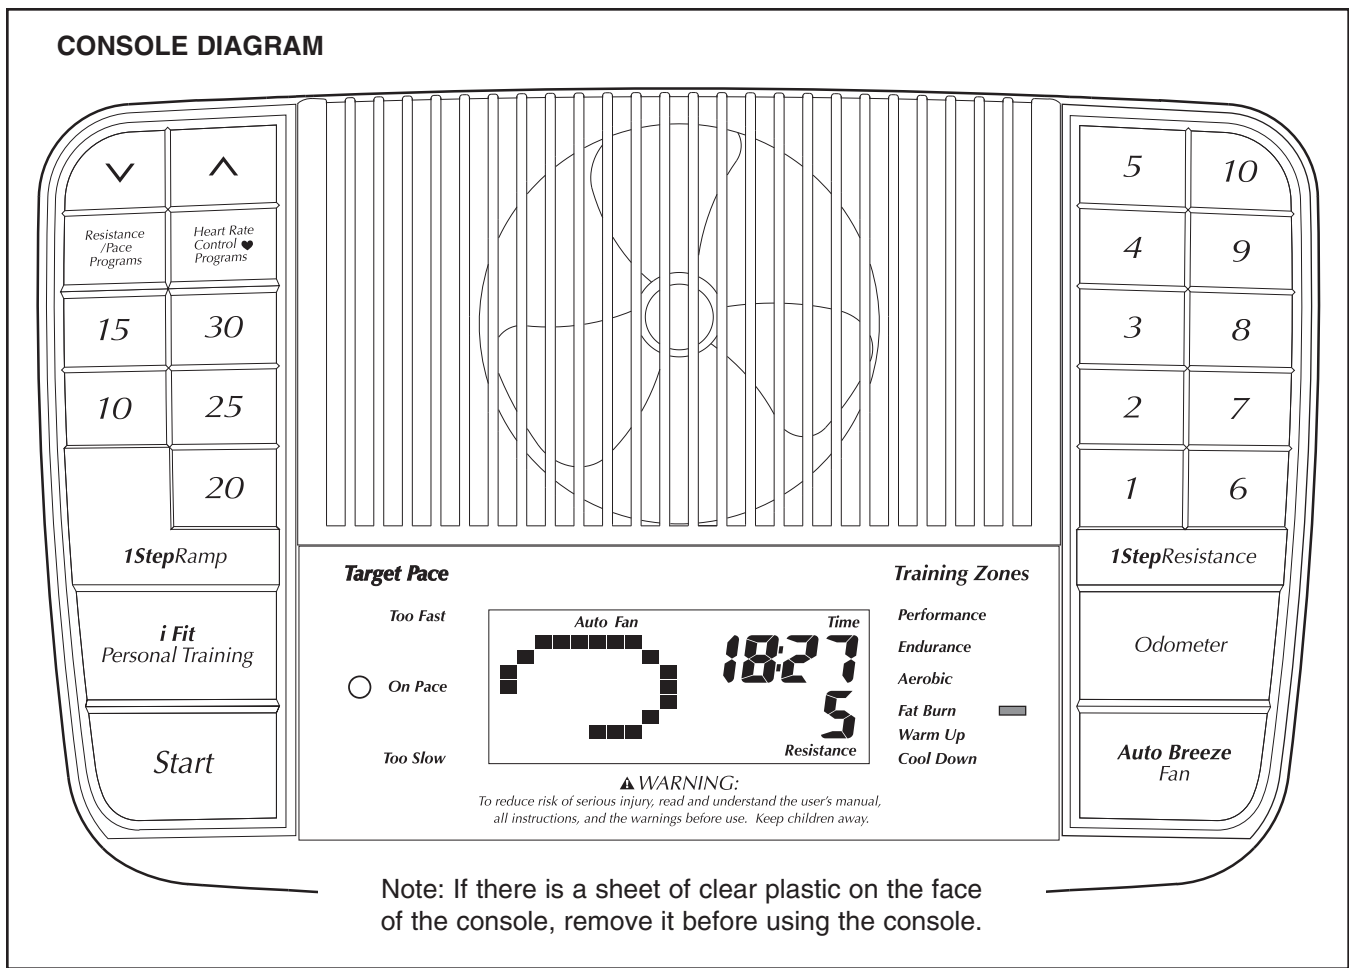 CONSOLE DIAGRAM
Resistance
/Pace
Programs
Heart Rate
Control ♥
Programs
15
30
10
25
20
1StepRamp
i Fit
Personal Training
Start
Target Pace
Too Fast
On Pace
Too Slow
Auto Fan
Time
18:27
5
Resistance
Training Zones
Performance
Endurance
Aerobic
Fat Burn
Warm Up
Cool Down
⚠ WARNING:
To reduce risk of serious injury, read and understand the user's manual,
all instructions, and the warnings before use. Keep children away.
5
10
4
9
3
8
2
7
1
6
1StepResistance
Odometer
Auto Breeze
Fan
Note: If there is a sheet of clear plastic on the face
of the console, remove it before using the console.